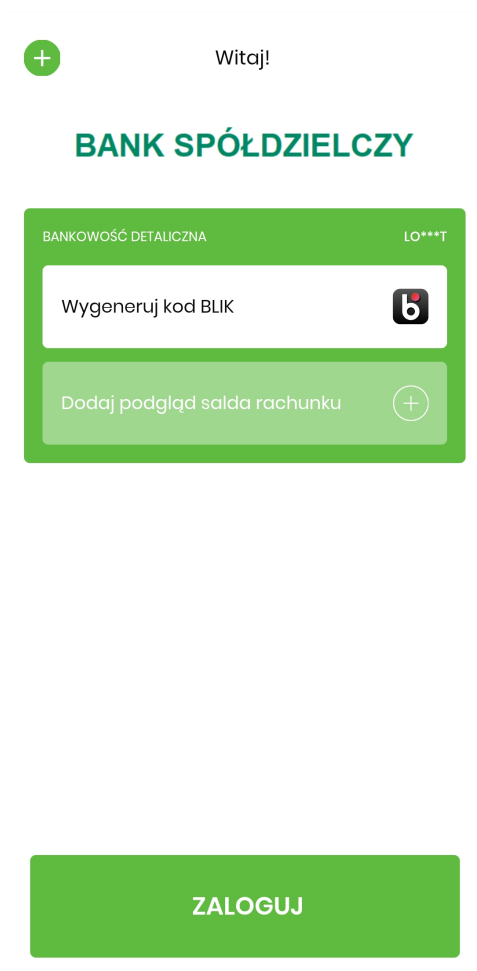 Witaj!
BANK SPÓŁDZIELCZY
BANKOWOŚĆ DETALICZNA LO***T
Wygeneruj kod BLIK
Dodaj podgląd salda rachunku
ZALOGUJ